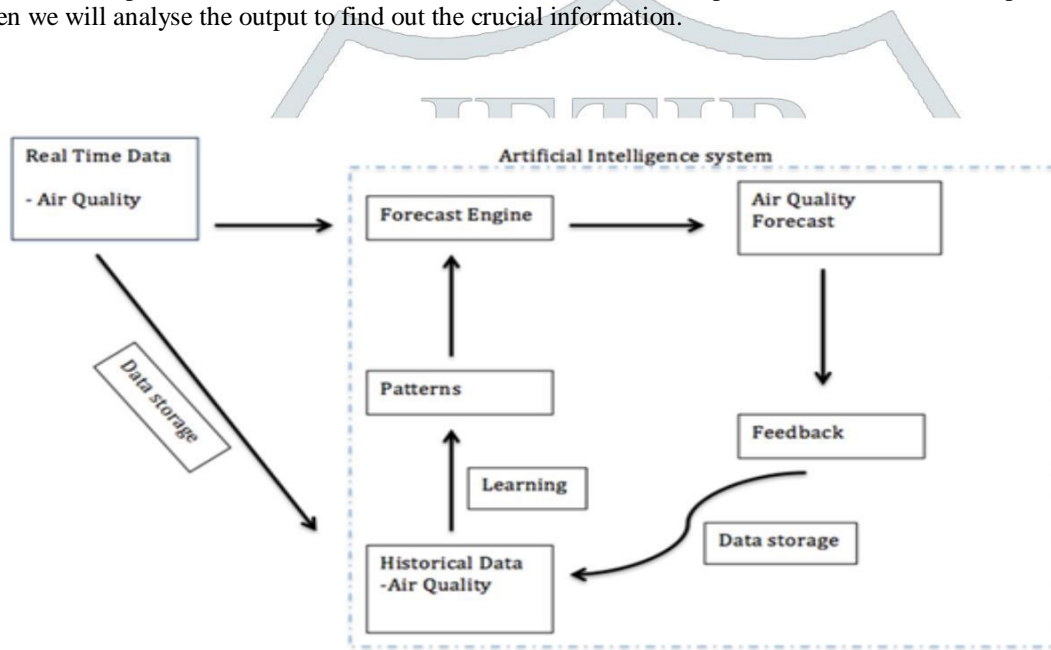 en we will analyse the output to find out the crucial information.
JETIR
Real Time Data
- Air Quality
Artificial Intelligence system
Forecast Engine
Air Quality
Forecast
Data storage
Patterns
Feedback
Learning
Data storage
Historical Data
-Air Quality